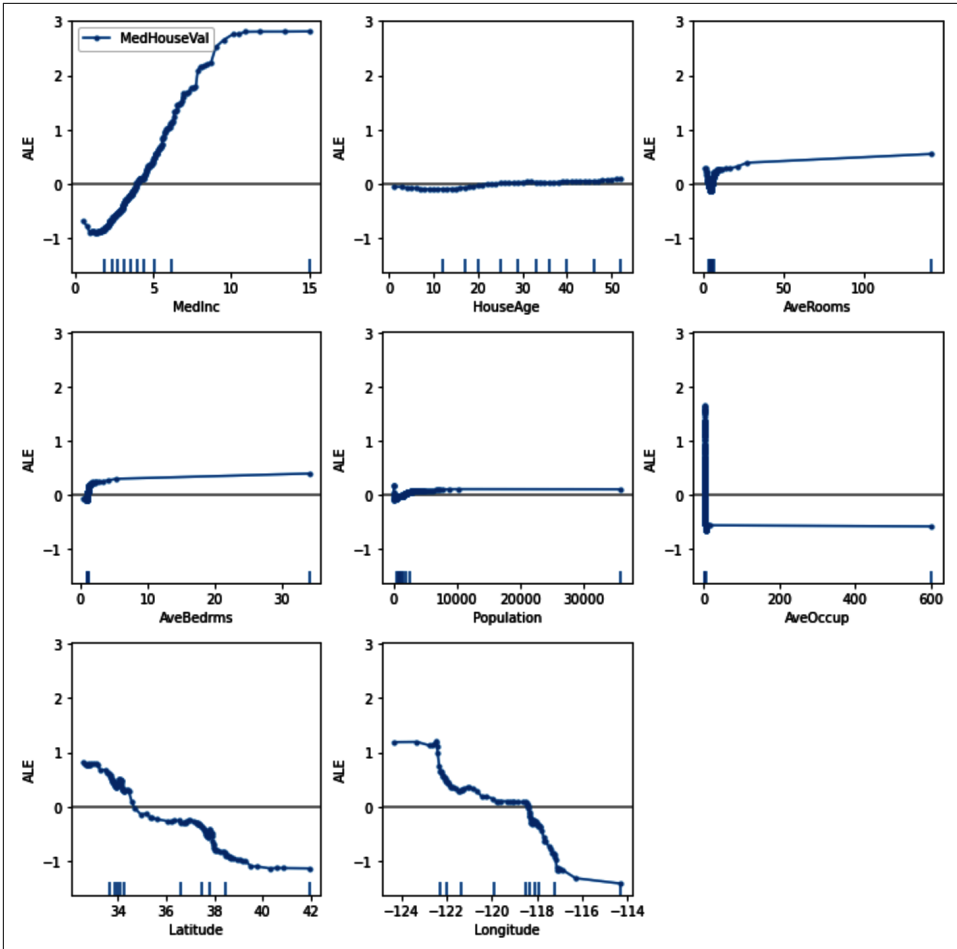 3
2
1
0
−1
ALE
MedHouseVal
0 5 10 15
MedInc
3
2
1
0
−1
ALE
0 10 20 30 40 50
HouseAge
3
2
1
0
−1
ALE
0 50 100
AveRooms
3
2
1
0
−1
ALE
0 10 20 30
AveBedrms
3
2
1
0
−1
ALE
0 10000 20000 30000
Population
3
2
1
0
−1
ALE
0 200 400 600
AveOccup
3
2
1
0
−1
ALE
34 36 38 40 42
Latitude
3
2
1
0
−1
ALE
−124 −122 −120 −118 −116 −114
Longitude